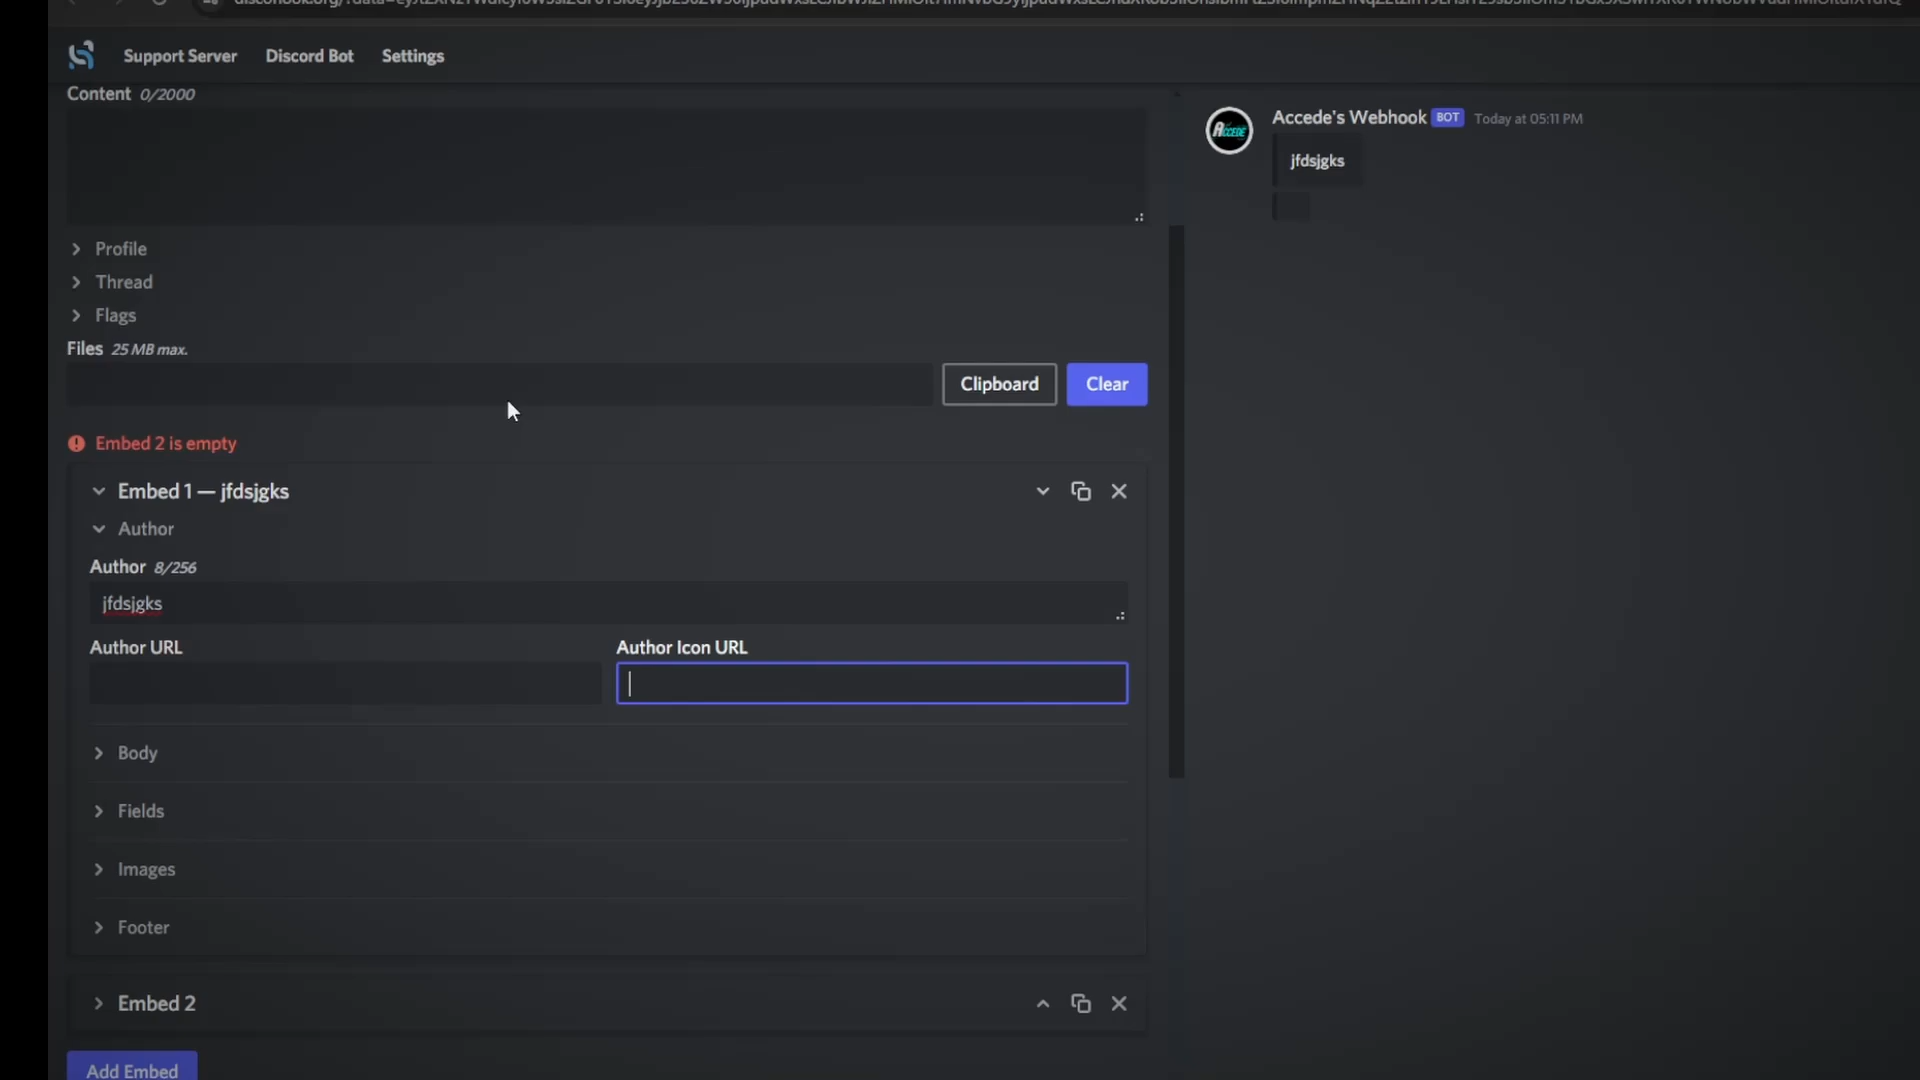 Support Server Discord Bot Settings
Content 0/2000
Profile
Thread
Flags
Files 25 MB max.
Clipboard Clear
Embed 2 is empty
Embed 1 — jfdsjgks
Author
Author 8/256
jfdsjgks
Author URL Author Icon URL
Body
Fields
Images
Footer
Embed 2
Add Embed
ACCEDE
Accede's Webhook BOT Today at 05:11 PM
jfdsjgks